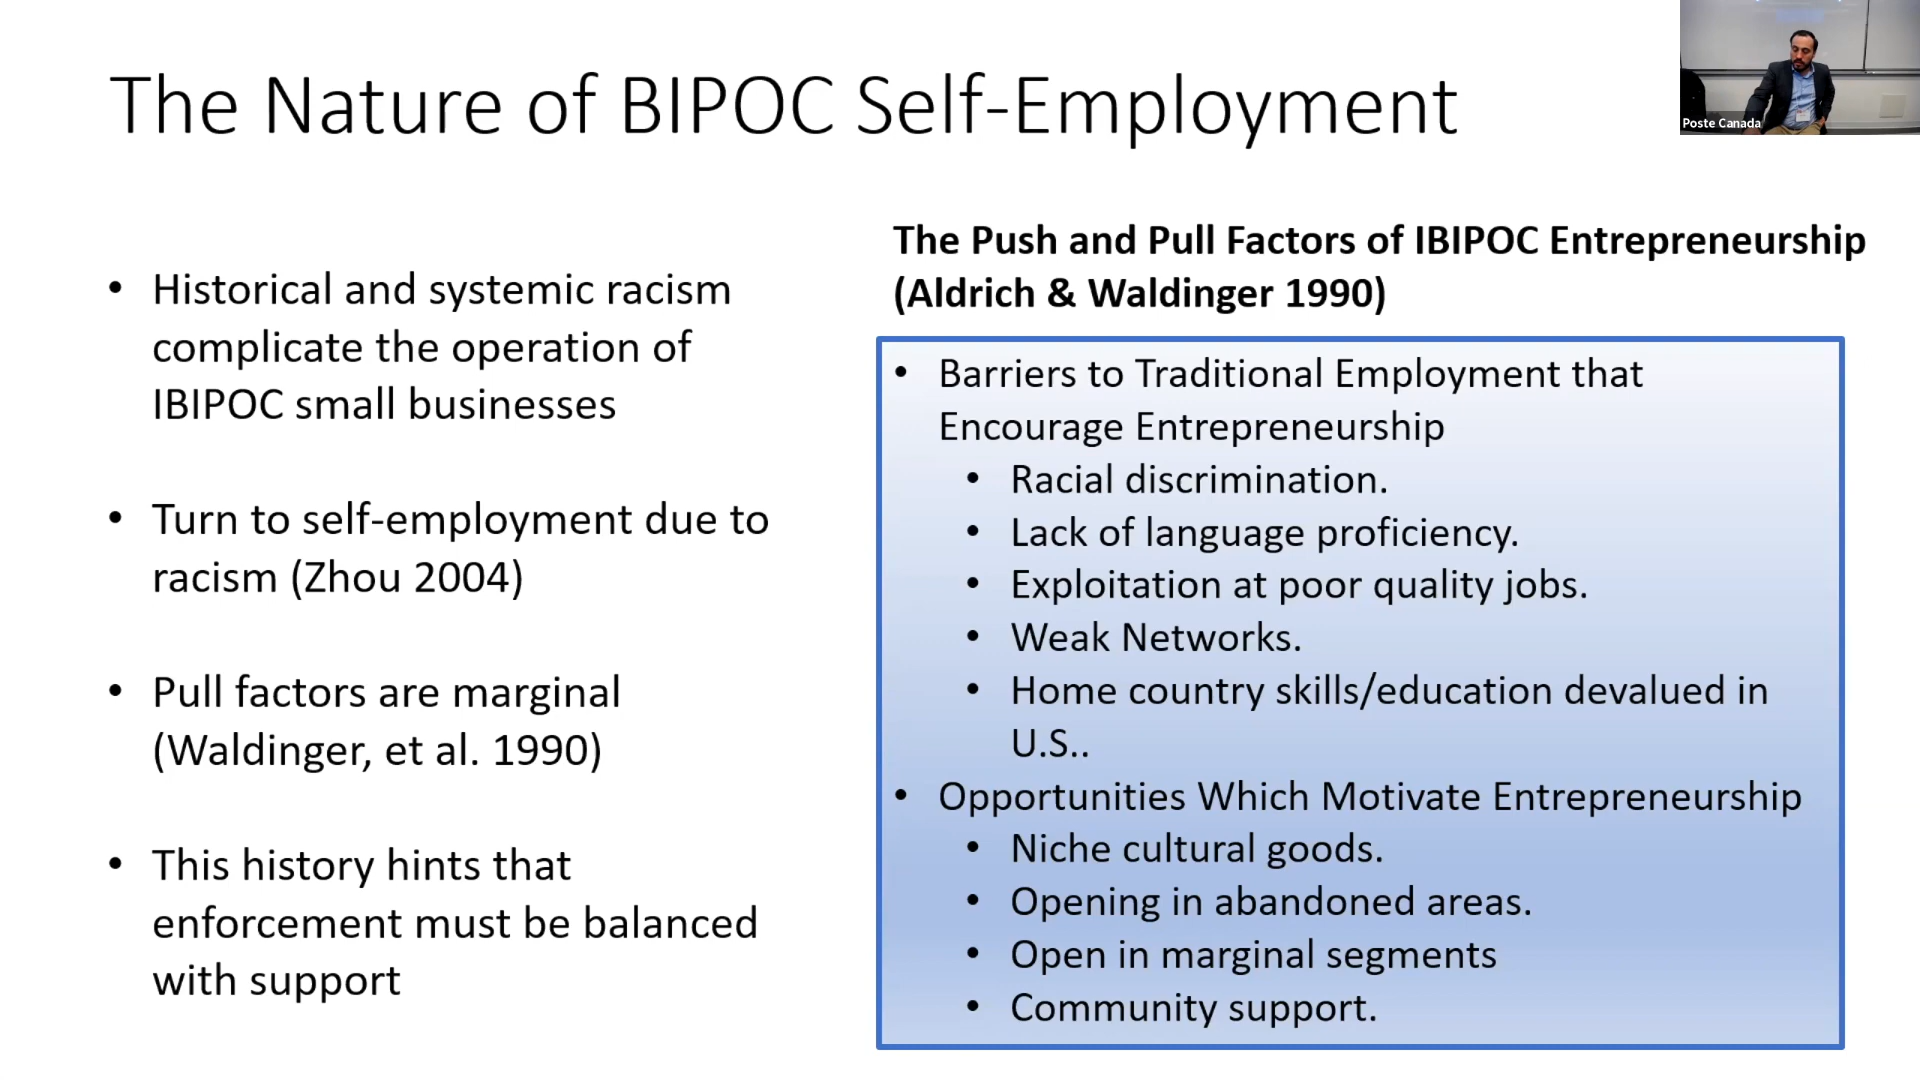 The Nature of BIPOC Self-Employment
Poste Canada
• Historical and systemic racism
complicate the operation of
IBIPOC small businesses
• Turn to self-employment due to
racism (Zhou 2004)
• Pull factors are marginal
(Waldinger, et al. 1990)
• This history hints that
enforcement must be balanced
with support
The Push and Pull Factors of IBIPOC Entrepreneurship
(Aldrich & Waldinger 1990)
• Barriers to Traditional Employment that
Encourage Entrepreneurship
• Racial discrimination.
• Lack of language proficiency.
• Exploitation at poor quality jobs.
• Weak Networks.
• Home country skills/education devalued in
U.S..
• Opportunities Which Motivate Entrepreneurship
• Niche cultural goods.
• Opening in abandoned areas.
• Open in marginal segments
• Community support.